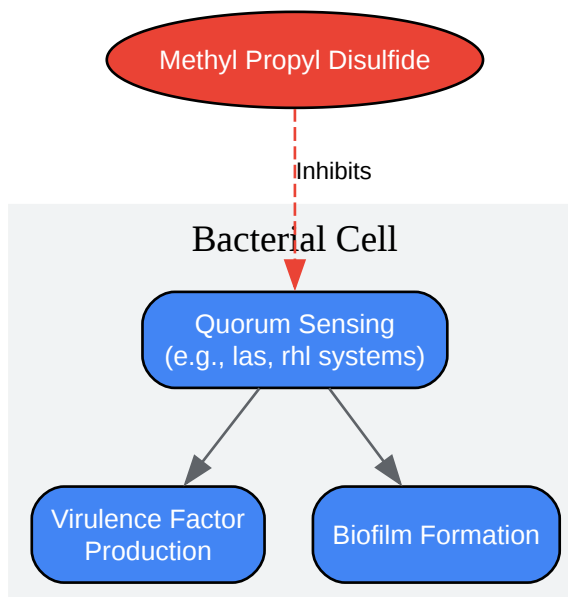 Methyl Propyl Disulfide
Inhibits
Bacterial Cell
Quorum Sensing
(e.g., las, rhl systems)
Virulence Factor
Production
Biofilm Formation